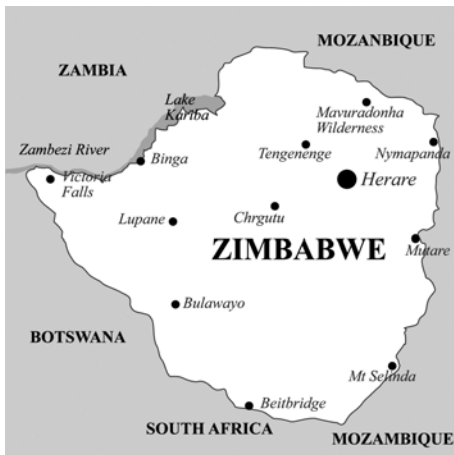 MOZANBIQUE
ZAMBIA
Lake
Kariba
Mavuradonha
Wilderness
Zambezi River
Binga
Tengenenge
Nymapanda
Victoria
Falls
Herare
Lupane
Chrgutu
ZIMBABWE
Mutare
Bulawayo
BOTSWANA
Mt Selinda
Beitbridge
SOUTH AFRICA
MOZAMBIQUE